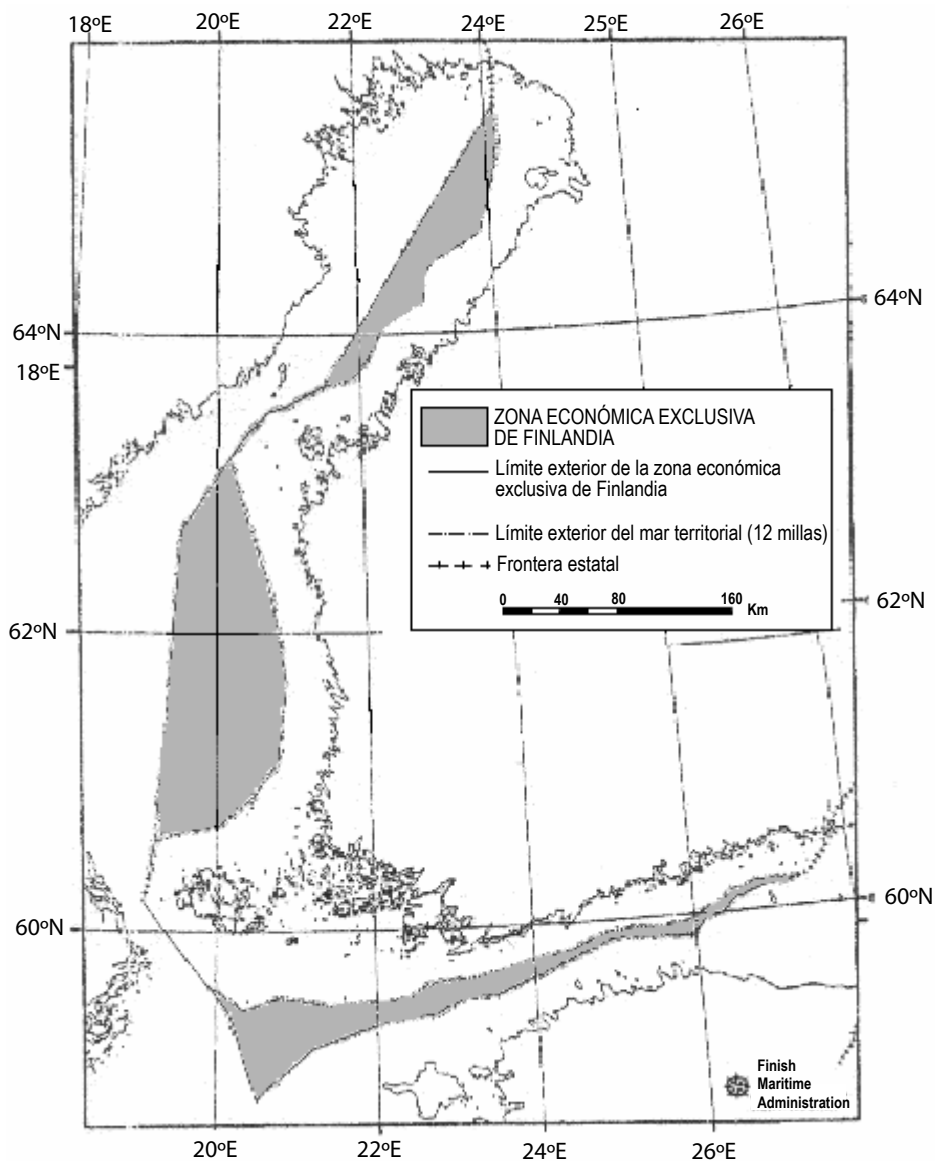 18ºE
20ºE
22ºE
24ºE
25ºE
26ºE
64ºN
64ºN
18ºE
ZONA ECONÓMICA EXCLUSIVA
DE FINLANDIA
Límite exterior de la zona económica
exclusiva de Finlandia
Límite exterior del mar territorial (12 millas)
Frontera estatal
0 40 80 160
Km
62ºN
62ºN
60ºN
60ºN
Finish
Maritime
Administration
20ºE
22ºE
24ºE
26ºE